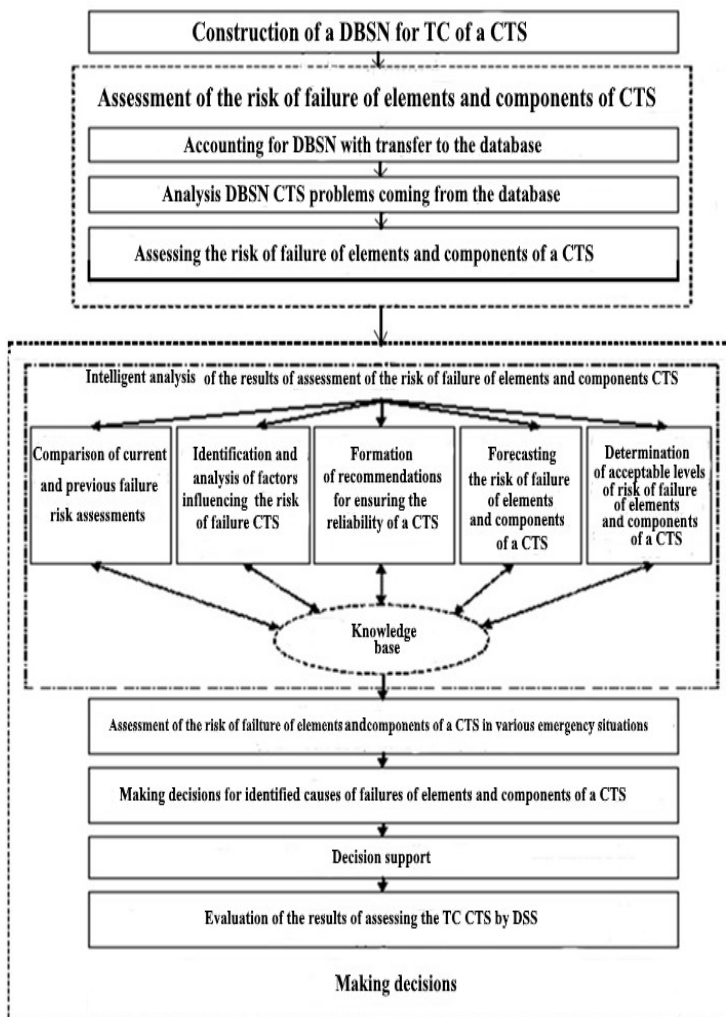 Construction of a DBSN for TC of a CTS
Assessment of the risk of failure of elements and components of CTS
Accounting for DBSN with transfer to the database
Analysis DBSN CTS problems coming from the database
Assessing the risk of failure of elements and components of a CTS
Intelligent analysis of the results of assessment of the risk of failure of elements and components CTS
Comparison of current
and previous failure
risk assessments
Identification and
analysis of factors
influencing the risk
of failure CTS
Formation
of recommendations
for ensuring the
reliability of a CTS
Forecasting
the risk of failure
of elements
and components
of a CTS
Determination
of acceptable levels
of risk of failure
of elements
and components
of a CTS
Knowledge
base
Assessment of the risk of failture of elements andcomponents of a CTS in various emergency situations
Making decisions for identified causes of failures of elements and components of a CTS
Decision support
Evaluation of the results of assessing the TC CTS by DSS
Making decisions